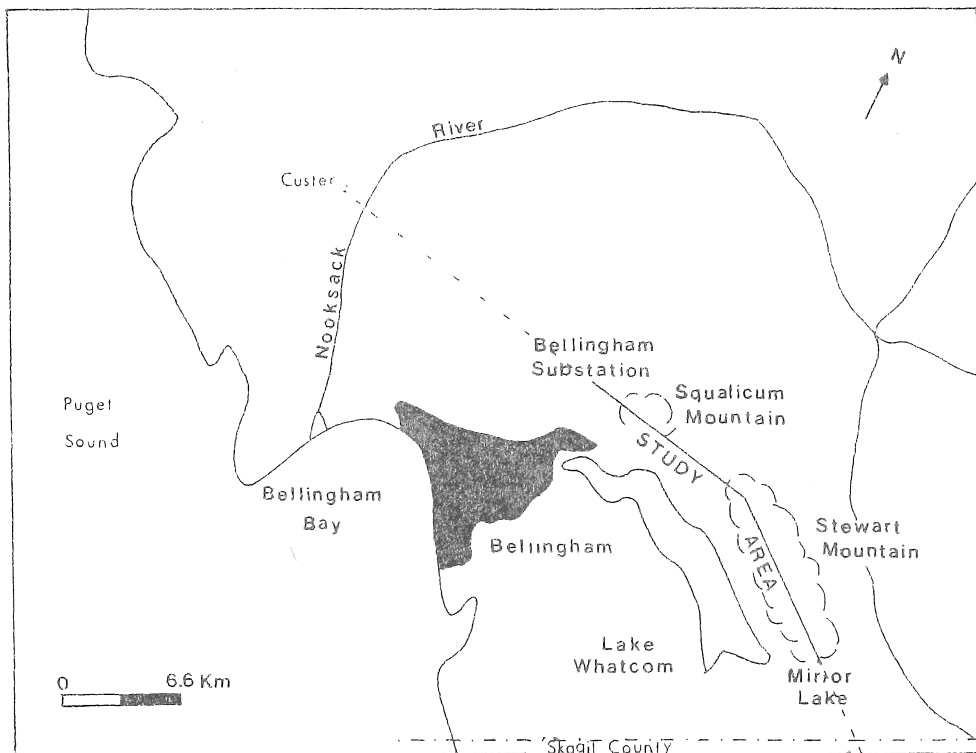 N
River
Custer
Nooksack
Bellingham
Substation
Squalicum
Mountain
Puget
Sound
STUDY
Bellingham
Bay
Stewart
Mountain
Bellingham
AREA
Lake
Whatcom
Mirror
Lake
0 6.6 Km
Skagit County